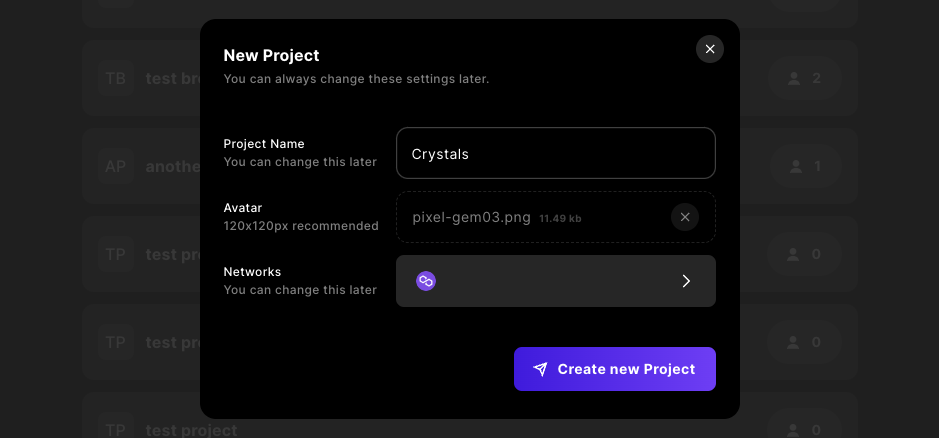 New Project
You can always change these settings later.
TB test br 2
Project Name
You can change this later
Crystals
AP anothe 1
Avatar
120x120px recommended
pixel-gem03.png 11.49 kb
TP test p 0
Networks
You can change this later
TP test pr 0
Create new Project
TP test project 0